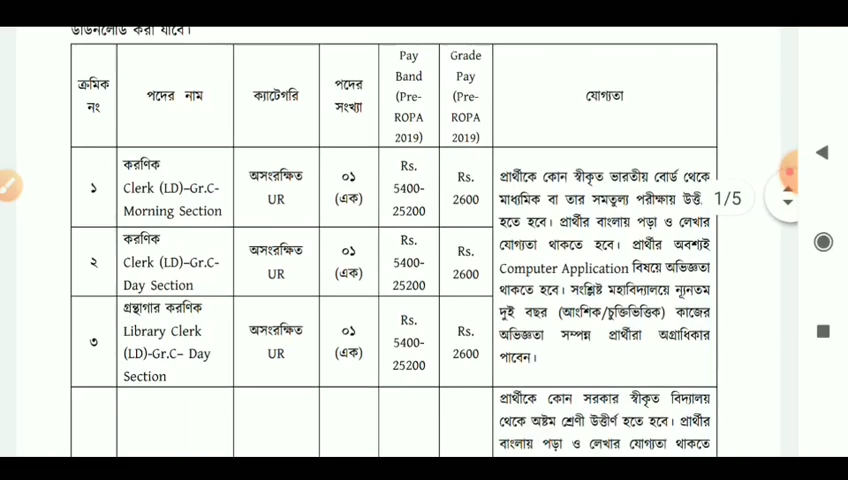 ডাউনলোড করা যাবে।
ক্রমিক নং
পদের নাম
ক্যাটেগরি
পদের সংখ্যা
Pay Band (Pre-ROPA 2019)
Grade Pay (Pre-ROPA 2019)
যোগ্যতা
১
করণিক
Clerk (LD)–Gr.C-
Morning Section
অসংরক্ষিত
UR
০১
(এক)
Rs.
5400-
25200
Rs.
2600
২
করণিক
Clerk (LD)–Gr.C-
Day Section
অসংরক্ষিত
UR
০১
(এক)
Rs.
5400-
25200
Rs.
2600
৩
গ্রন্থাগার করণিক
Library Clerk
(LD)-Gr.C– Day
Section
অসংরক্ষিত
UR
০১
(এক)
Rs.
5400-
25200
Rs.
2600
প্রার্থীকে কোন স্বীকৃত ভারতীয় বোর্ড থেকে
মাধ্যমিক বা তার সমতুল্য পরীক্ষায়
হতে হবে। প্রার্থীর বাংলায় পড়া ও লেখার
যোগ্যতা থাকতে হবে। প্রার্থীর অবশ্যই
Computer Application বিষয়ে অভিজ্ঞতা
থাকতে হবে। সংশ্লিষ্ট মহাবিদ্যালয়ে ন্যূনতম
দুই বছর (আংশিক/চুক্তিভিত্তিক) কাজের
অভিজ্ঞতা সম্পন্ন প্রার্থীরা অগ্রাধিকার
পাবেন।
1/5
প্রার্থীকে কোন সরকার স্বীকৃত বিদ্যালয়
থেকে অষ্টম শ্রেণী উত্তীর্ণ হতে হবে। প্রার্থীর
বাংলায় পড়া ও লেখার যোগ্যতা থাকতে